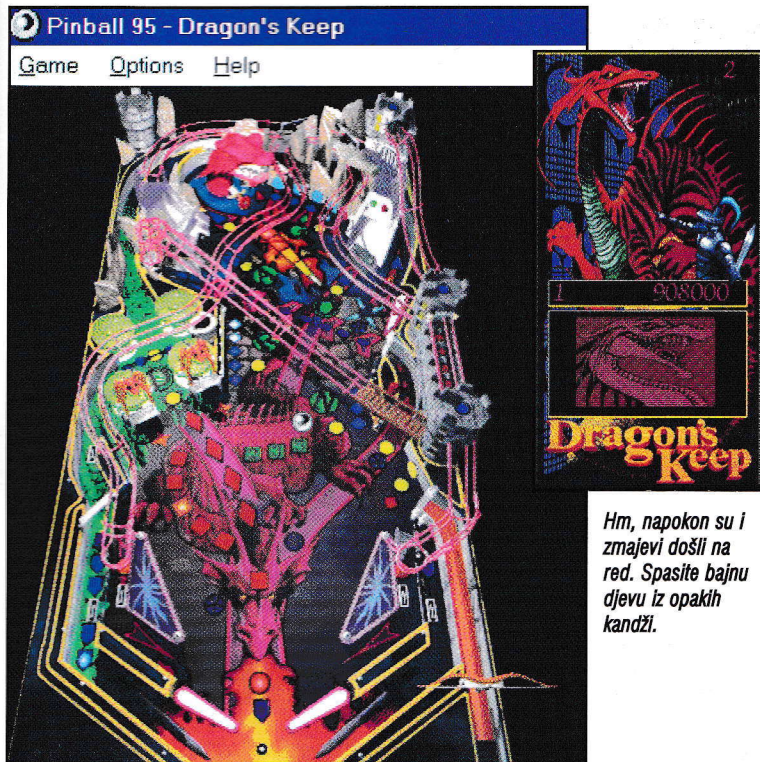 Pinball 95 - Dragon's Keep
Game Options Help
2
1 908000
Dragon's
Keep
Hm, napokon su i
zmajevi došli na
red. Spasite bajnu
djevu iz opakih
kandži.